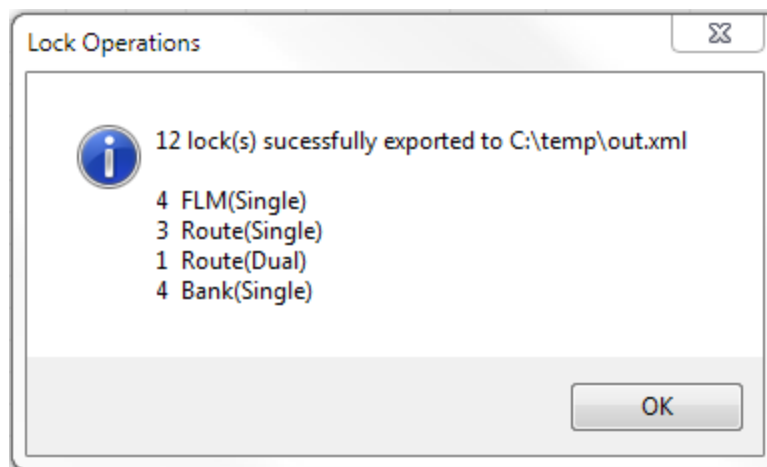 Lock Operations
12 lock(s) sucessfully exported to C:\temp\out.xml
4 FLM(Single)
3 Route(Single)
1 Route(Dual)
4 Bank(Single)
OK